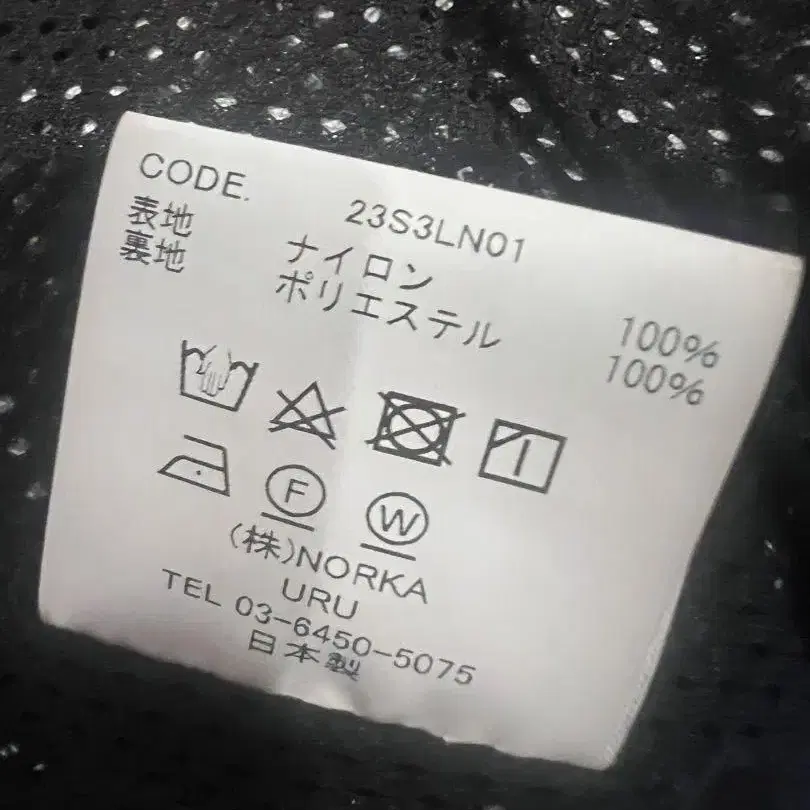 CODE. 23S3LN01
表地 ナイロン 100%
裏地 ポリエステル 100%
F W
(株)NORKA
URU
TEL 03-6450-5075
日本製